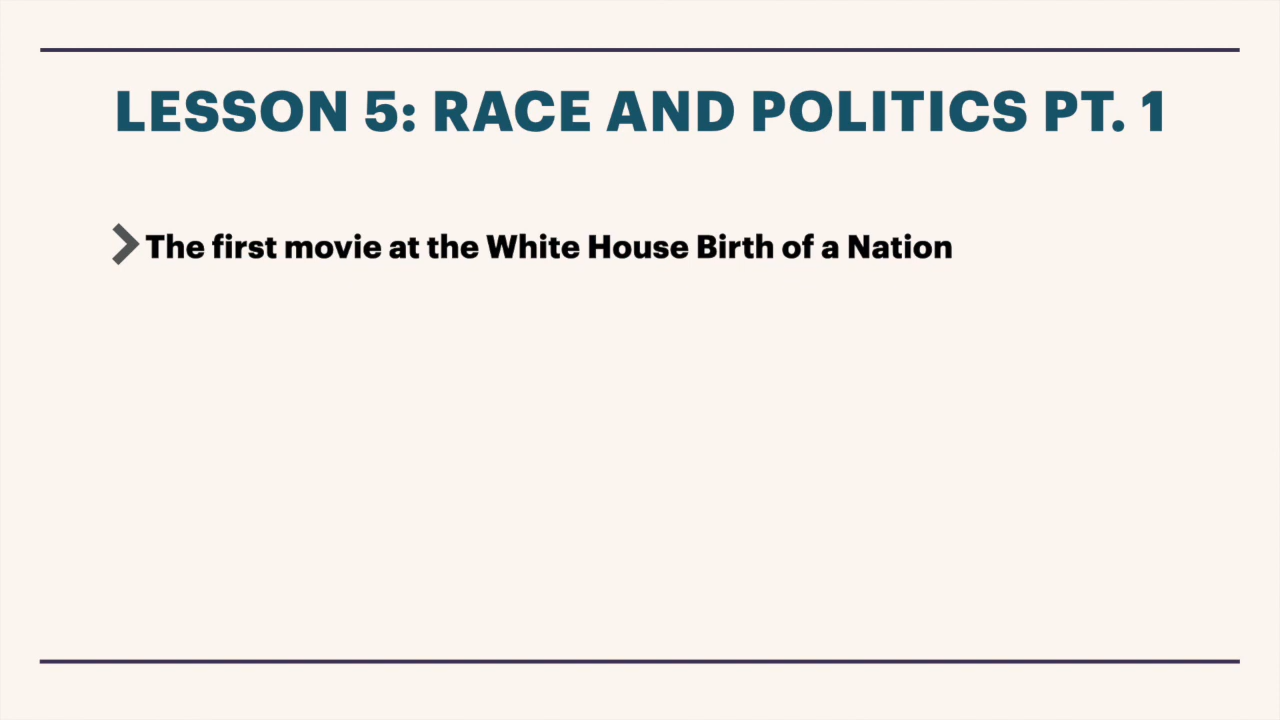 LESSON 5: RACE AND POLITICS PT. 1
The first movie at the White House Birth of a Nation